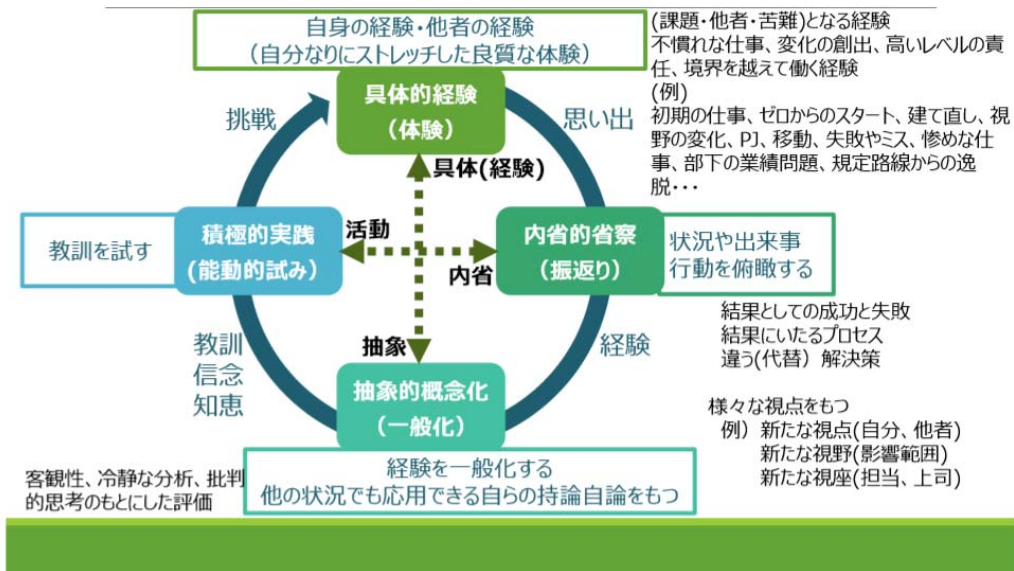 自身の経験・他者の経験
（自分なりにストレッチした良質な体験）
(課題・他者・苦難)となる経験
不慣れな仕事、変化の創出、高いレベルの責
任、境界を越えて働く経験
(例)
初期の仕事、ゼロからのスタート、建て直し、視
野の変化、PJ、移動、失敗やミス、惨めな仕
事、部下の業績問題、規定路線からの逸
脱・・・
具体的経験
（体験）
挑戦
思い出
具体(経験)
教訓を試す
積極的実践
(能動的試み）
活動
内省
内省的省察
（振返り）
状況や出来事
行動を俯瞰する
結果としての成功と失敗
結果にいたるプロセス
違う(代替）解決策
教訓
信念
知恵
抽象
経験
抽象的概念化
（一般化）
様々な視点をもつ
例）新たな視点(自分、他者)
新たな視野(影響範囲)
新たな視座(担当、上司)
経験を一般化する
他の状況でも応用できる自らの持論自論をもつ
客観性、冷静な分析、批判
的思考のもとにした評価